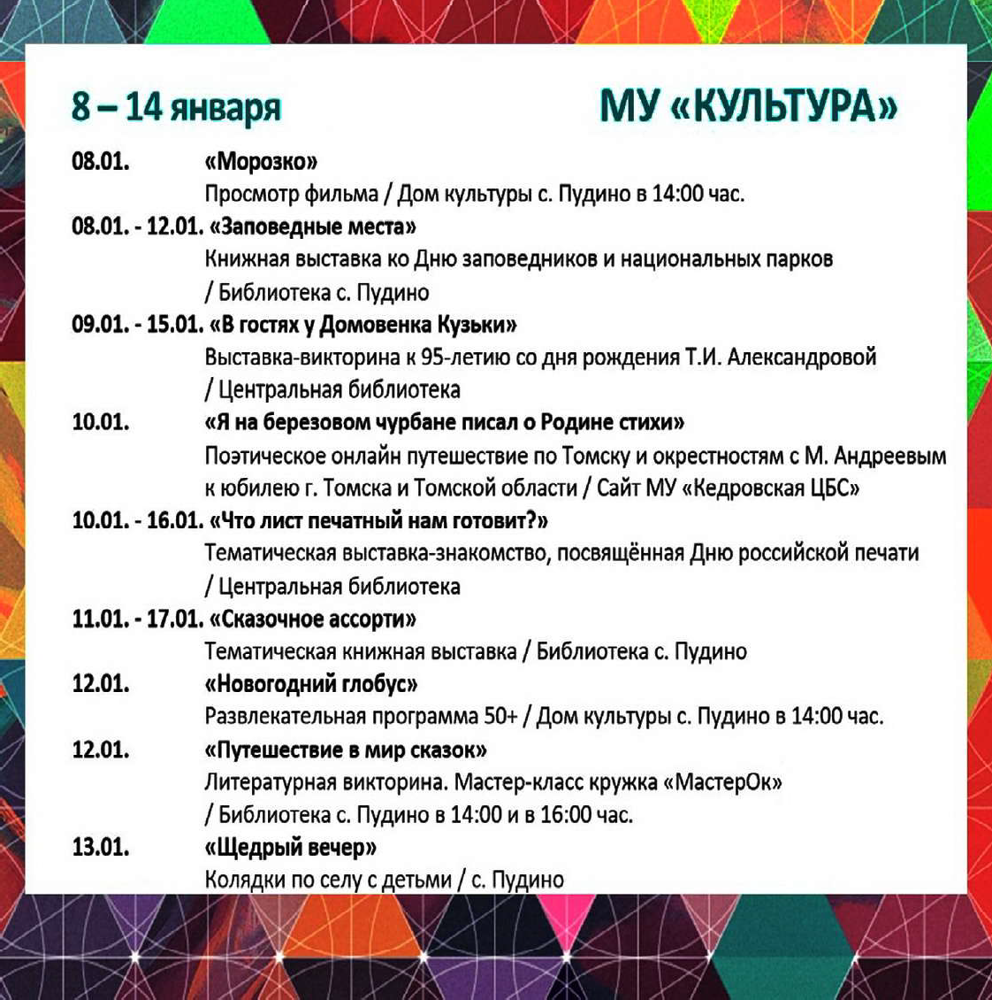 8 – 14 января МУ «КУЛЬТУРА»
08.01. «Морозко»
Просмотр фильма / Дом культуры с. Пудино в 14:00 час.
08.01. - 12.01. «Заповедные места»
Книжная выставка ко Дню заповедников и национальных парков
/ Библиотека с. Пудино
09.01. - 15.01. «В гостях у Домовенка Кузьки»
Выставка-викторина к 95-летию со дня рождения Т.И. Александровой
/ Центральная библиотека
10.01. «Я на березовом чурбане писал о Родине стихи»
Поэтическое онлайн путешествие по Томску и окрестностям с М. Андреевым
к юбилею г. Томска и Томской области / Сайт МУ «Кедровская ЦБС»
10.01. - 16.01. «Что лист печатный нам готовит?»
Тематическая выставка-знакомство, посвящённая Дню российской печати
/ Центральная библиотека
11.01. - 17.01. «Сказочное ассорти»
Тематическая книжная выставка / Библиотека с. Пудино
12.01. «Новогодний глобус»
Развлекательная программа 50+ / Дом культуры с. Пудино в 14:00 час.
12.01. «Путешествие в мир сказок»
Литературная викторина. Мастер-класс кружка «МастерОк»
/ Библиотека с. Пудино в 14:00 и в 16:00 час.
13.01. «Щедрый вечер»
Колядки по селу с детьми / с. Пудино